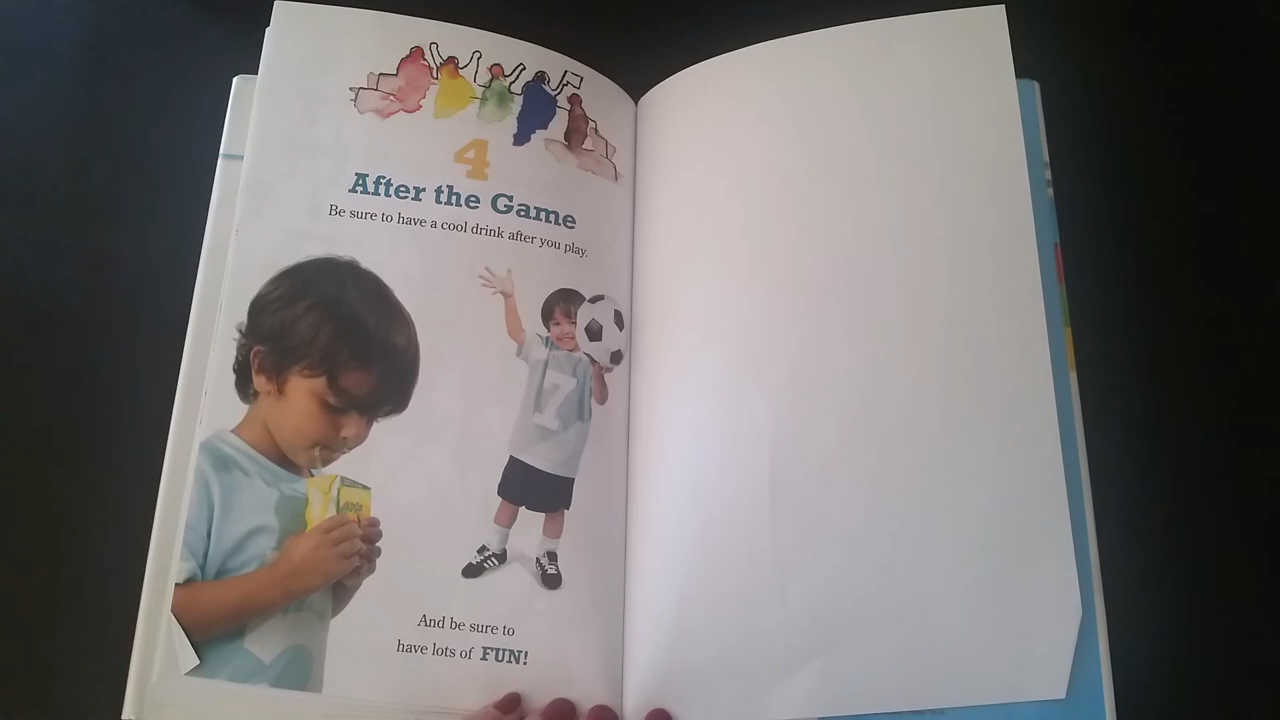 4
After the Game
Be sure to have a cool drink after you play.
7
And be sure to
have lots of FUN!